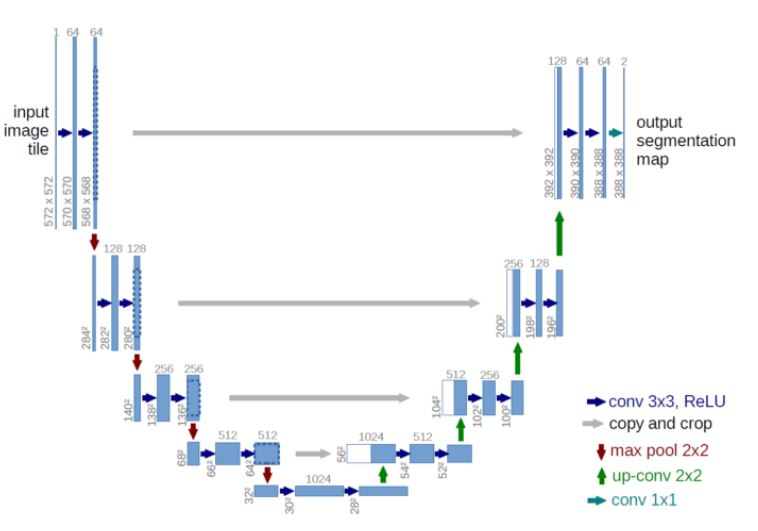 1 64 64
128 64 64 2
input
image
tile
output
segmentation
map
572 x 572
570 x 570
568 x 568
392 x 392
390 x 390
388 x 388
388 x 388
128 128
256 128
284²
282²
280²
200²
198²
196²
256 256
512 256
140²
138²
136²
104²
102²
100²
512 512
1024 512
68²
66²
64²
56²
54²
52²
1024
32²
30²
28²
conv 3x3, ReLU
copy and crop
max pool 2x2
up-conv 2x2
conv 1x1